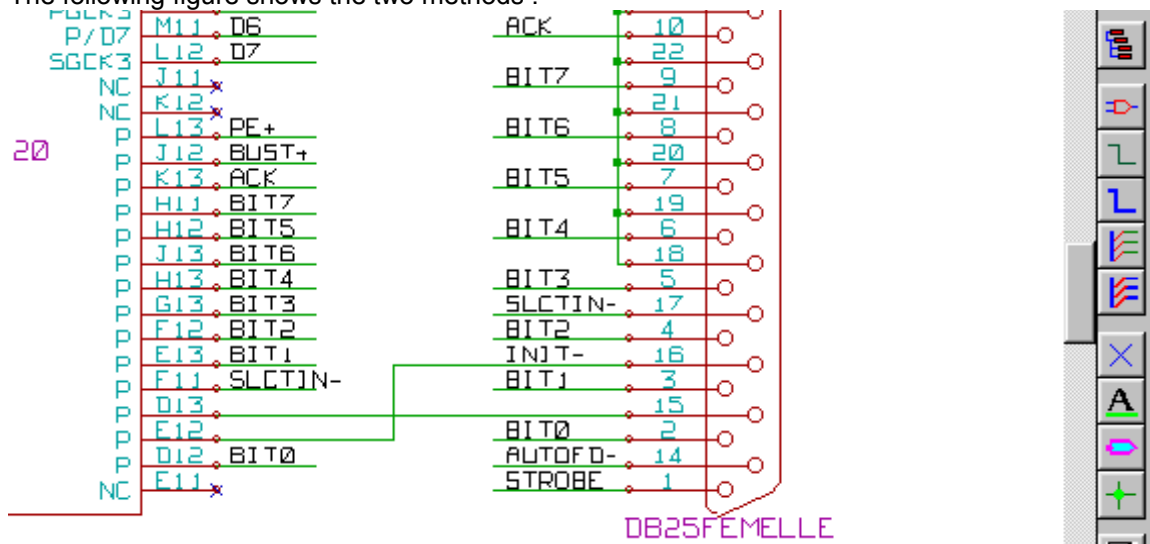 The following figure shows the two methods :
PGCK3 M11 D6 ACK 10
P/D7 L12 D7 22
SGCK3 J11 BIT7 9
NC K12 21
NC L13 PE+ BIT6 8
20 P J12 BUST+ 20
P K13 ACK BIT5 7
P H11 BIT7 19
P H12 BIT5 BIT4 6
P J13 BIT6 18
P H13 BIT4 BIT3 5
P G13 BIT3 SLCTIN- 17
P F12 BIT2 BIT2 4
P E13 BIT1 INIT- 16
P F11 SLCTIN- BIT1 3
P D13 15
P E12 BIT0 2
P D12 BIT0 AUTOFD- 14
NC E11 STROBE 1
DB25FEMELLE
A